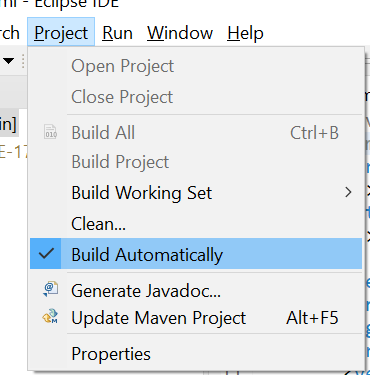 ml - Eclipse IDE
rch Project Run Window Help
Open Project
Close Project
in]
Build All Ctrl+B
E-17
Build Project
Build Working Set
Clean...
Build Automatically
Generate Javadoc...
Update Maven Project Alt+F5
Properties